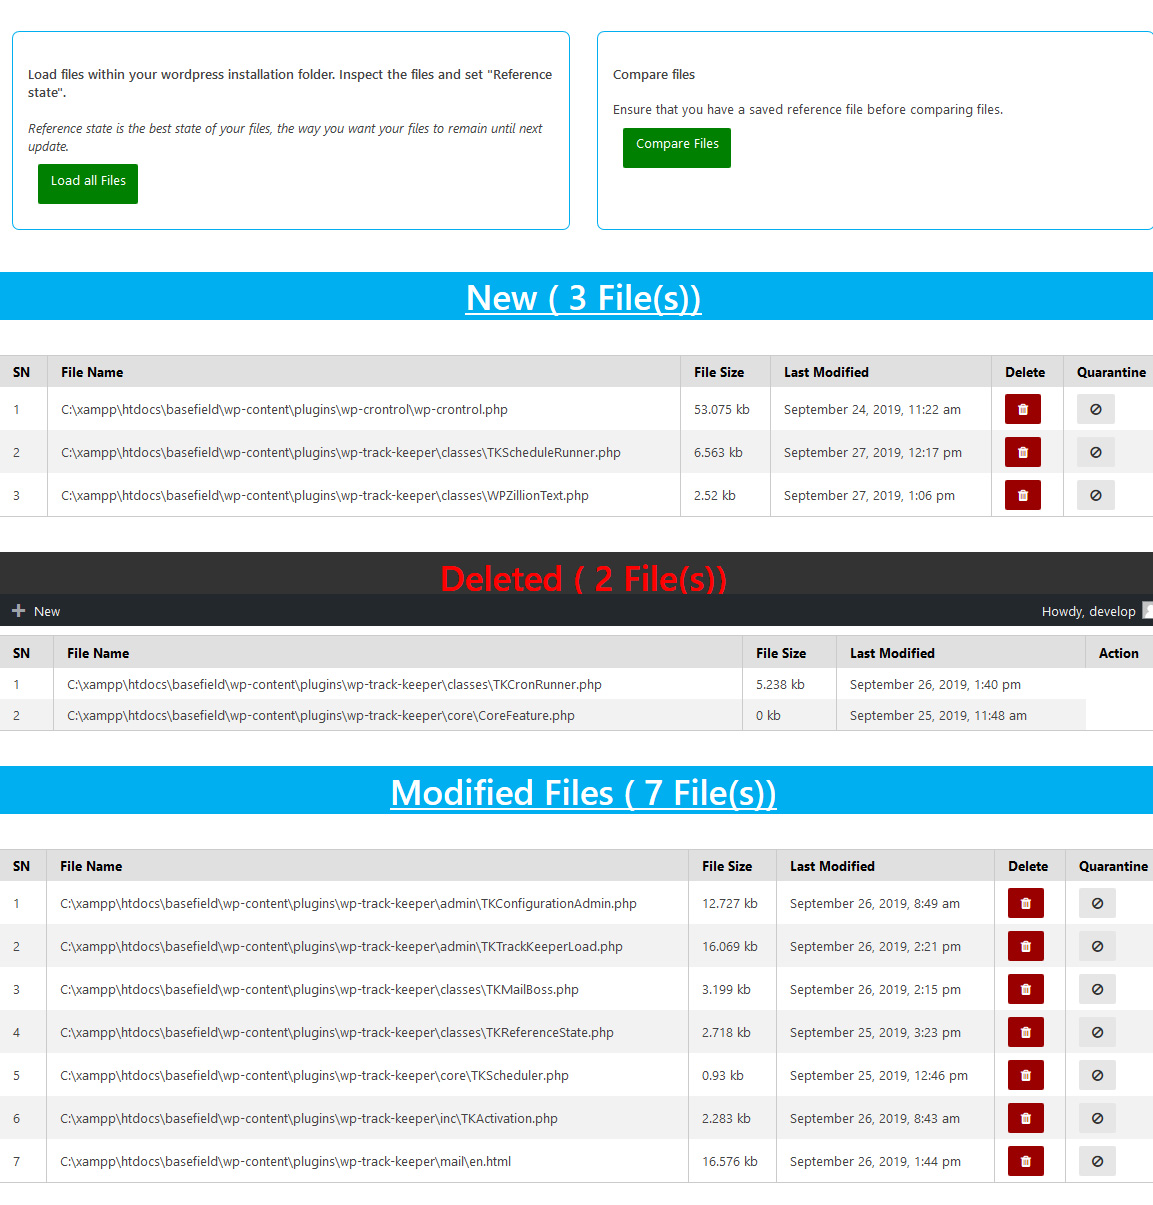 Load files within your wordpress installation folder. Inspect the files and set "Reference
state".
Reference state is the best state of your files, the way you want your files to remain until next
update.
Load all Files
Compare files
Ensure that you have a saved reference file before comparing files.
Compare Files
New ( 3 File(s))
SN File Name File Size Last Modified Delete Quarantine
1 C:\xampp\htdocs\basefield\wp-content\plugins\wp-crontrol\wp-crontrol.php 53.075 kb September 24, 2019, 11:22 am
2 C:\xampp\htdocs\basefield\wp-content\plugins\wp-track-keeper\classes\TKScheduleRunner.php 6.563 kb September 27, 2019, 12:17 pm
3 C:\xampp\htdocs\basefield\wp-content\plugins\wp-track-keeper\classes\WPZillionText.php 2.52 kb September 27, 2019, 1:06 pm
Deleted ( 2 File(s))
New Howdy, develop
SN File Name File Size Last Modified Action
1 C:\xampp\htdocs\basefield\wp-content\plugins\wp-track-keeper\classes\TKCronRunner.php 5.238 kb September 26, 2019, 1:40 pm
2 C:\xampp\htdocs\basefield\wp-content\plugins\wp-track-keeper\core\CoreFeature.php 0 kb September 25, 2019, 11:48 am
Modified Files ( 7 File(s))
SN File Name File Size Last Modified Delete Quarantine
1 C:\xampp\htdocs\basefield\wp-content\plugins\wp-track-keeper\admin\TKConfigurationAdmin.php 12.727 kb September 26, 2019, 8:49 am
2 C:\xampp\htdocs\basefield\wp-content\plugins\wp-track-keeper\admin\TKTrackKeeperLoad.php 16.069 kb September 26, 2019, 2:21 pm
3 C:\xampp\htdocs\basefield\wp-content\plugins\wp-track-keeper\classes\TKMailBoss.php 3.199 kb September 26, 2019, 2:15 pm
4 C:\xampp\htdocs\basefield\wp-content\plugins\wp-track-keeper\classes\TKReferenceState.php 2.718 kb September 25, 2019, 3:23 pm
5 C:\xampp\htdocs\basefield\wp-content\plugins\wp-track-keeper\core\TKScheduler.php 0.93 kb September 25, 2019, 12:46 pm
6 C:\xampp\htdocs\basefield\wp-content\plugins\wp-track-keeper\inc\TKActivation.php 2.283 kb September 26, 2019, 8:43 am
7 C:\xampp\htdocs\basefield\wp-content\plugins\wp-track-keeper\mail\en.html 16.576 kb September 26, 2019, 1:44 pm